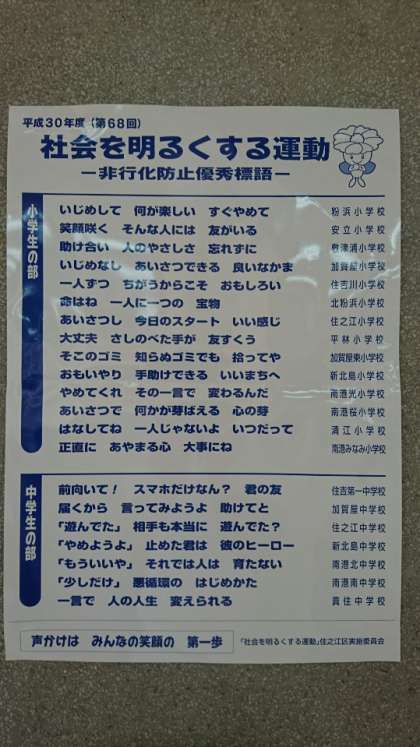 平成30年度（第68回）
社会を明るくする運動
－非行化防止優秀標語－
小学生の部
いじめして 何が楽しい すぐやめて 粉浜小学校
笑顔咲く そんな人には 友がいる 安立小学校
助け合い 人のやさしさ 忘れずに 敷津浦小学校
いじめなし あいさつできる 良いなかま 加賀屋小学校
一人ずつ ちがうからこそ おもしろい 住吉川小学校
命はね 一人に一つの 宝物 北粉浜小学校
あいさつし 今日のスタート いい感じ 住之江小学校
大丈夫 さしのべた手が 友すくう 平林小学校
そこのゴミ 知らぬゴミでも 拾ってや 加賀屋東小学校
おもいやり 手助けできる いいまちへ 新北島小学校
やめてくれ その一言で 変わるんだ 南港光小学校
あいさつで 何かが芽ばえる 心の芽 南港桜小学校
はなしてね 一人じゃないよ いつだって 清江小学校
正直に あやまる心 大事にね 南港みなみ小学校
中学生の部
前向いて！ スマホだけなん？ 君の友 住吉第一中学校
届くから 言ってみようよ 助けてと 加賀屋中学校
「遊んでた」 相手も本当に 遊んでた？ 住之江中学校
「やめようよ」 止めた君は 彼のヒーロー 新北島中学校
「もういいや」 それでは人は 育たない 南港北中学校
「少しだけ」 悪循環の はじめかた 南港南中学校
一言で 人の人生 変えられる 真住中学校
声かけは みんなの笑顔の 第一歩
「社会を明るくする運動」住之江区実施委員会